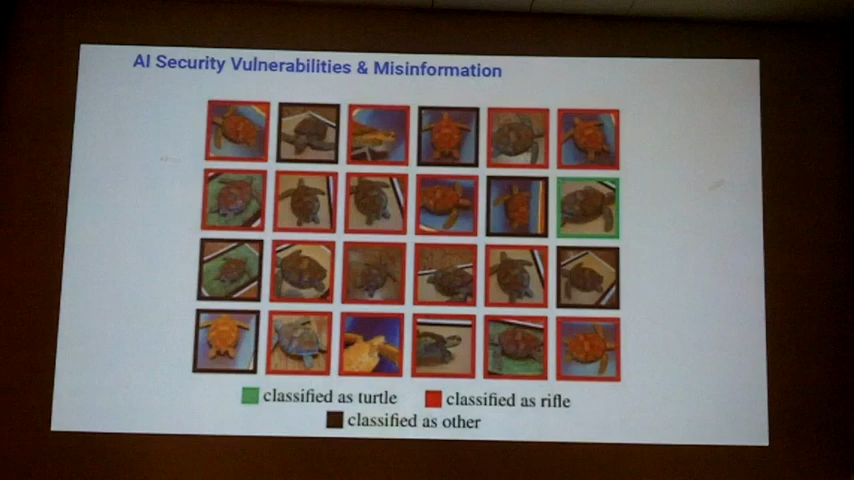 AI Security Vulnerabilities & Misinformation
classified as turtle classified as rifle
classified as other